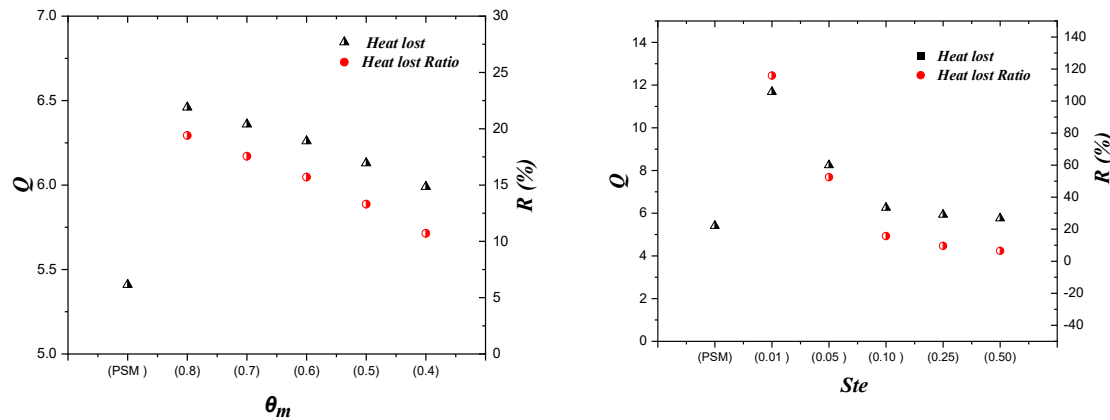 7.0
6.5
6.0
5.5
5.0
Q
30
25
20
15
10
5
0
R (%)
Heat lost
Heat lost Ratio
(PSM ) (0.8) (0.7) (0.6) (0.5) (0.4)
θm
14
12
10
8
6
4
2
0
Q
140
120
100
80
60
40
20
0
-20
-40
R (%)
Heat lost
Heat lost Ratio
(PSM) (0.01 ) (0.05 ) (0.10 ) (0.25) (0.50)
Ste